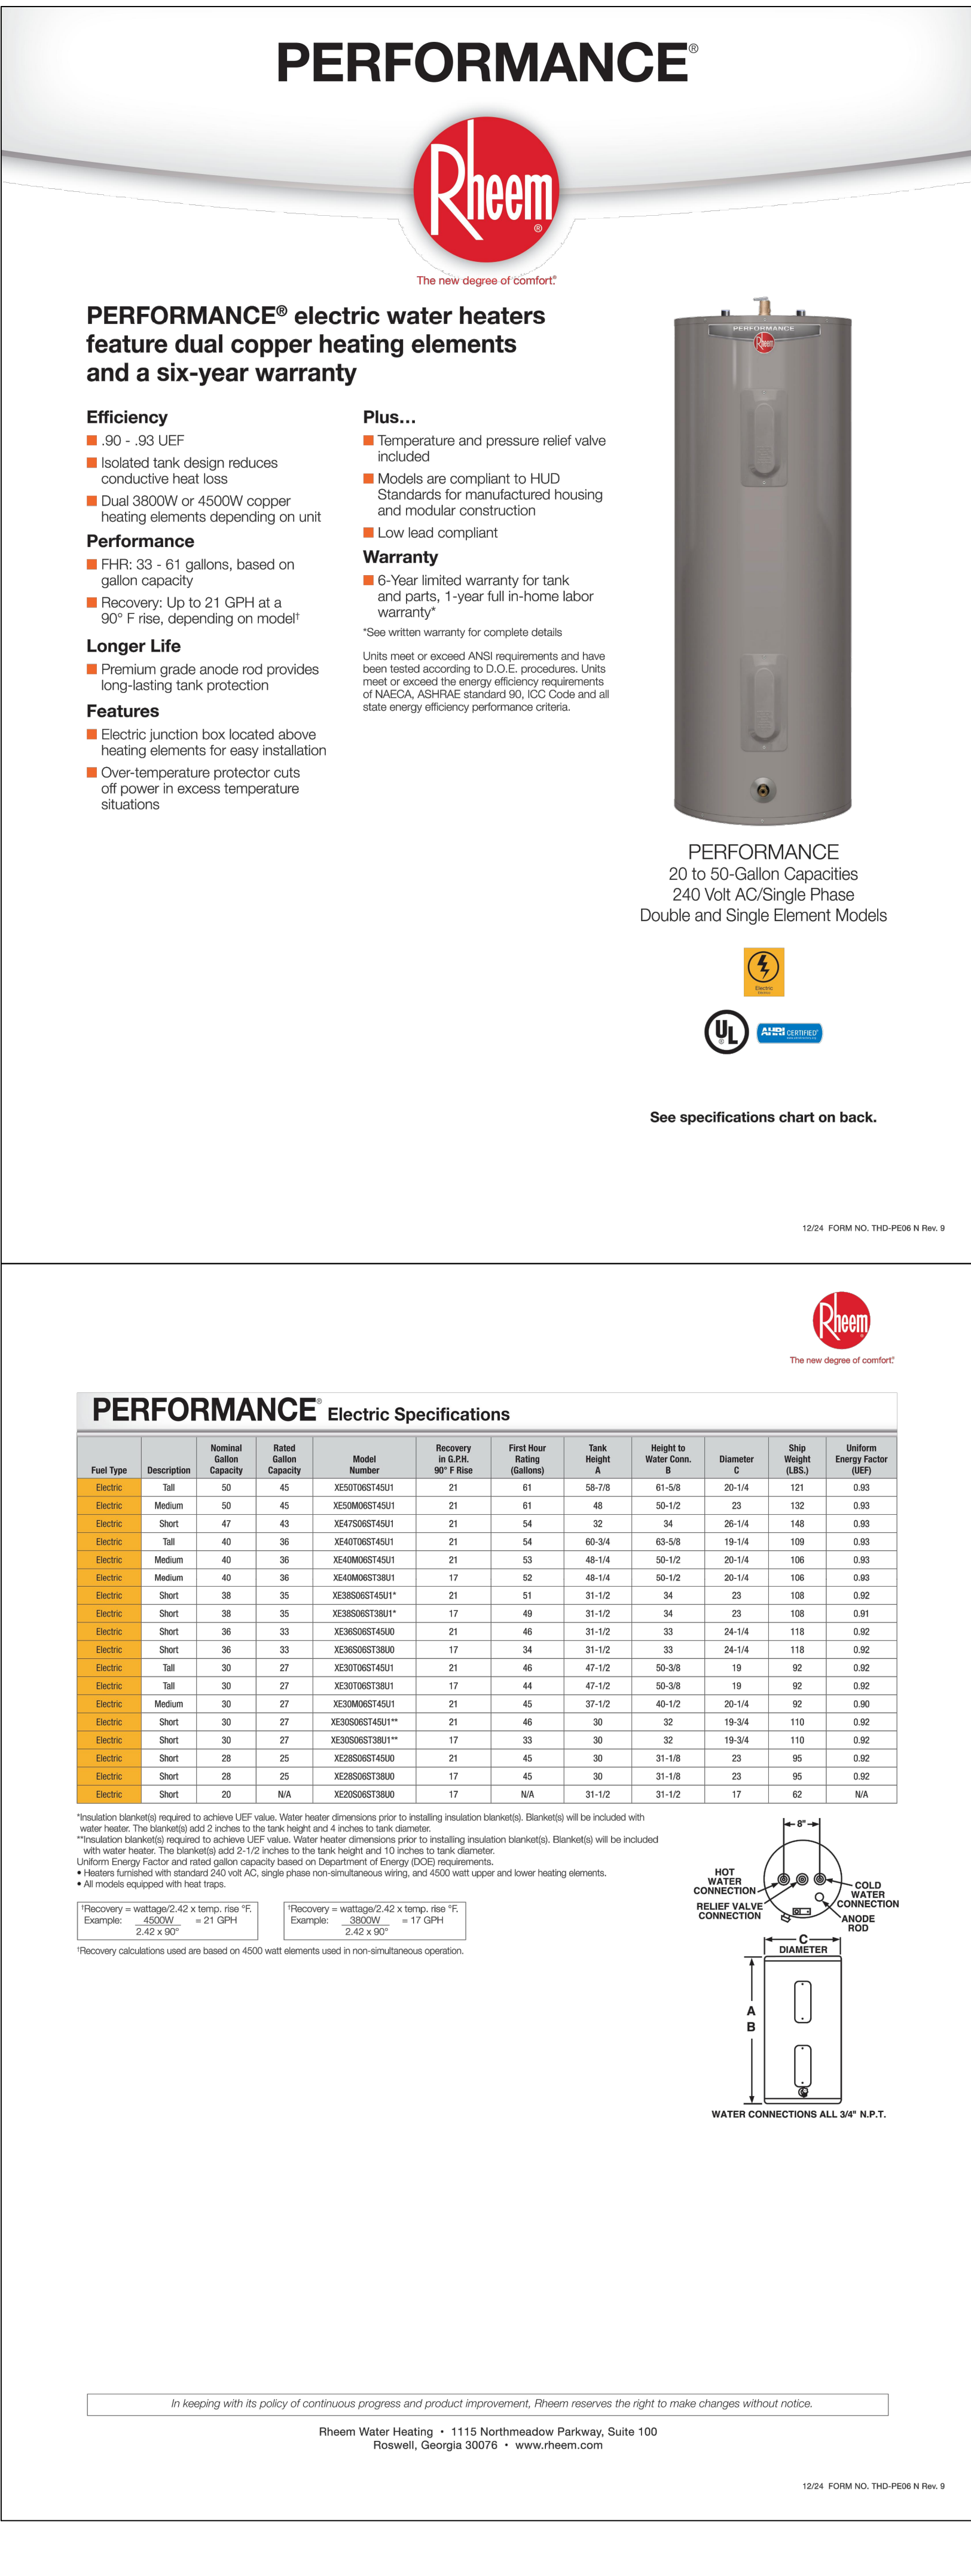 PERFORMANCE®
Rheem®
The new degree of comfort.®
PERFORMANCE® electric water heaters
feature dual copper heating elements
and a six-year warranty
Efficiency
■ .90 - .93 UEF
■ Isolated tank design reduces
conductive heat loss
■ Dual 3800W or 4500W copper
heating elements depending on unit
Performance
■ FHR: 33 - 61 gallons, based on
gallon capacity
■ Recovery: Up to 21 GPH at a
90° F rise, depending on model†
Longer Life
■ Premium grade anode rod provides
long-lasting tank protection
Features
■ Electric junction box located above
heating elements for easy installation
■ Over-temperature protector cuts
off power in excess temperature
situations
Plus…
■ Temperature and pressure relief valve
included
■ Models are compliant to HUD
Standards for manufactured housing
and modular construction
■ Low lead compliant
Warranty
■ 6-Year limited warranty for tank
and parts, 1-year full in-home labor
warranty*
*See written warranty for complete details
Units meet or exceed ANSI requirements and have
been tested according to D.O.E. procedures. Units
meet or exceed the energy efficiency requirements
of NAECA, ASHRAE standard 90, ICC Code and all
state energy efficiency performance criteria.
PERFORMANCE
Rheem
PERFORMANCE
20 to 50-Gallon Capacities
240 Volt AC/Single Phase
Double and Single Element Models
Electric
UL
AHRI CERTIFIED
See specifications chart on back.
12/24 FORM NO. THD-PE06 N Rev. 9
Rheem
The new degree of comfort.®
PERFORMANCE® Electric Specifications
Fuel Type Description Nominal Gallon Capacity Rated Gallon Capacity Model Number Recovery in G.P.H. 90° F Rise First Hour Rating (Gallons) Tank Height A Height to Water Conn. B Diameter C Ship Weight (LBS.) Uniform Energy Factor (UEF)
Electric Tall 50 45 XE50T06ST45U1 21 61 58-7/8 61-5/8 20-1/4 121 0.93
Electric Medium 50 45 XE50M06ST45U1 21 61 48 50-1/2 23 132 0.93
Electric Short 47 43 XE47S06ST45U1 21 54 32 34 26-1/4 148 0.93
Electric Tall 40 36 XE40T06ST45U1 21 54 60-3/4 63-5/8 19-1/4 109 0.93
Electric Medium 40 36 XE40M06ST45U1 21 53 48-1/4 50-1/2 20-1/4 106 0.93
Electric Medium 40 36 XE40M06ST38U1 17 52 48-1/4 50-1/2 20-1/4 106 0.93
Electric Short 38 35 XE38S06ST45U1* 21 51 31-1/2 34 23 108 0.92
Electric Short 38 35 XE38S06ST38U1* 17 49 31-1/2 34 23 108 0.91
Electric Short 36 33 XE36S06ST45U0 21 46 31-1/2 33 24-1/4 118 0.92
Electric Short 36 33 XE36S06ST38U0 17 34 31-1/2 33 24-1/4 118 0.92
Electric Tall 30 27 XE30T06ST45U1 21 46 47-1/2 50-3/8 19 92 0.92
Electric Tall 30 27 XE30T06ST38U1 17 44 47-1/2 50-3/8 19 92 0.92
Electric Medium 30 27 XE30M06ST45U1 21 45 37-1/2 40-1/2 20-1/4 92 0.90
Electric Short 30 27 XE30S06ST45U1** 21 46 30 32 19-3/4 110 0.92
Electric Short 30 27 XE30S06ST38U1** 17 33 30 32 19-3/4 110 0.92
Electric Short 28 25 XE28S06ST45U0 21 45 30 31-1/8 23 95 0.92
Electric Short 28 25 XE28S06ST38U0 17 45 30 31-1/8 23 95 0.92
Electric Short 20 N/A XE20S06ST38U0 17 N/A 31-1/2 31-1/2 17 62 N/A
*Insulation blanket(s) required to achieve UEF value. Water heater dimensions prior to installing insulation blanket(s). Blanket(s) will be included with
water heater. The blanket(s) add 2 inches to the tank height and 4 inches to tank diameter.
**Insulation blanket(s) required to achieve UEF value. Water heater dimensions prior to installing insulation blanket(s). Blanket(s) will be included
with water heater. The blanket(s) add 2-1/2 inches to the tank height and 10 inches to tank diameter.
Uniform Energy Factor and rated gallon capacity based on Department of Energy (DOE) requirements.
• Heaters furnished with standard 240 volt AC, single phase non-simultaneous wiring, and 4500 watt upper and lower heating elements.
• All models equipped with heat traps.
†Recovery = wattage/2.42 x temp. rise °F.
Example: 4500W = 21 GPH
2.42 x 90°
†Recovery = wattage/2.42 x temp. rise °F.
Example: 3800W = 17 GPH
2.42 x 90°
†Recovery calculations used are based on 4500 watt elements used in non-simultaneous operation.
8"
HOT
WATER
CONNECTION
RELIEF VALVE
CONNECTION
COLD
WATER
CONNECTION
ANODE
ROD
C
DIAMETER
A
B
WATER CONNECTIONS ALL 3/4" N.P.T.
In keeping with its policy of continuous progress and product improvement, Rheem reserves the right to make changes without notice.
Rheem Water Heating • 1115 Northmeadow Parkway, Suite 100
Roswell, Georgia 30076 • www.rheem.com
12/24 FORM NO. THD-PE06 N Rev. 9